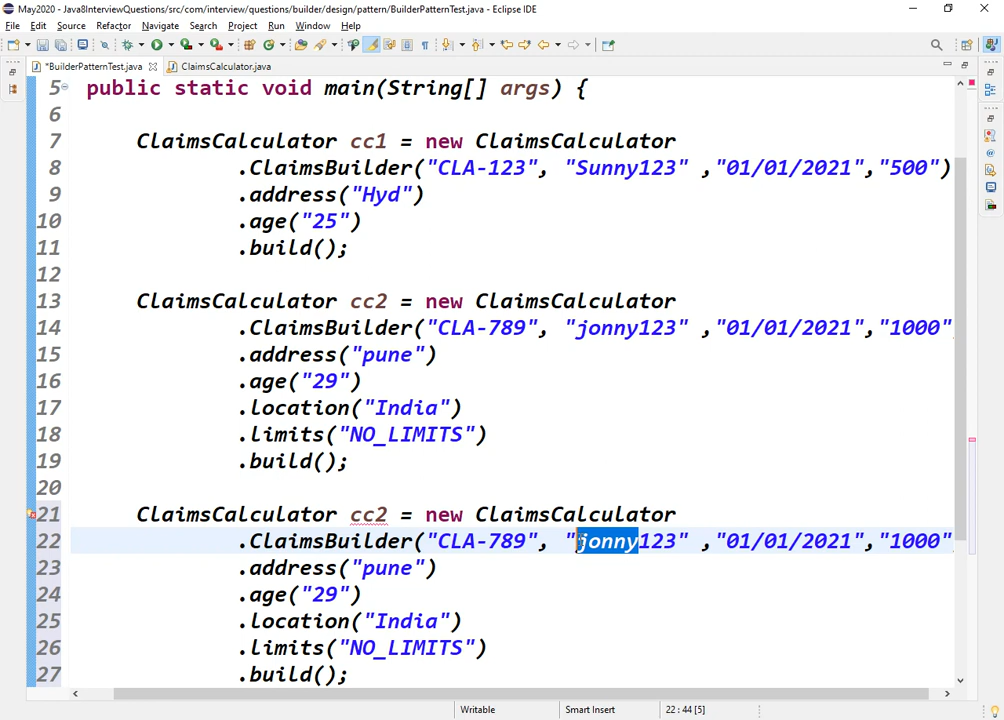 May2020 - Java8InterviewQuestions/src/com/interview/questions/builder/design/pattern/BuilderPatternTest.java - Eclipse IDE
File Edit Source Refactor Navigate Search Project Run Window Help
*BuilderPatternTest.java ClaimsCalculator.java
5 public static void main(String[] args) {
6
7 ClaimsCalculator cc1 = new ClaimsCalculator
8 .ClaimsBuilder("CLA-123", "Sunny123" ,"01/01/2021","500")
9 .address("Hyd")
10 .age("25")
11 .build();
12
13 ClaimsCalculator cc2 = new ClaimsCalculator
14 .ClaimsBuilder("CLA-789", "jonny123" ,"01/01/2021","1000"
15 .address("pune")
16 .age("29")
17 .location("India")
18 .limits("NO_LIMITS")
19 .build();
20
21 ClaimsCalculator cc2 = new ClaimsCalculator
22 .ClaimsBuilder("CLA-789", "jonny123" ,"01/01/2021","1000"
23 .address("pune")
24 .age("29")
25 .location("India")
26 .limits("NO_LIMITS")
27 .build();
Writable Smart Insert 22 : 44 [5]